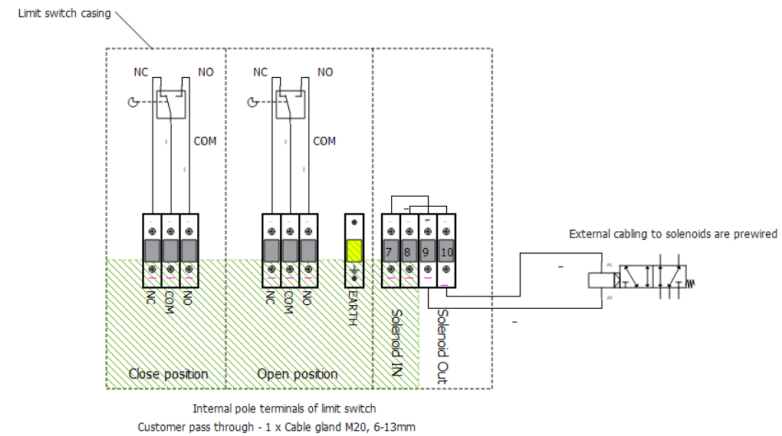 Limit switch casing
NC
NO
NC
NO
COM
COM
External cabling to solenoids are prewired
7
8
9
10
A1
A2
NC
COM
NO
NC
COM
NO
EARTH
Solenoid IN
Solenoid Out
Close position
Open position
Internal pole terminals of limit switch
Customer pass through - 1 x Cable gland M20, 6-13mm